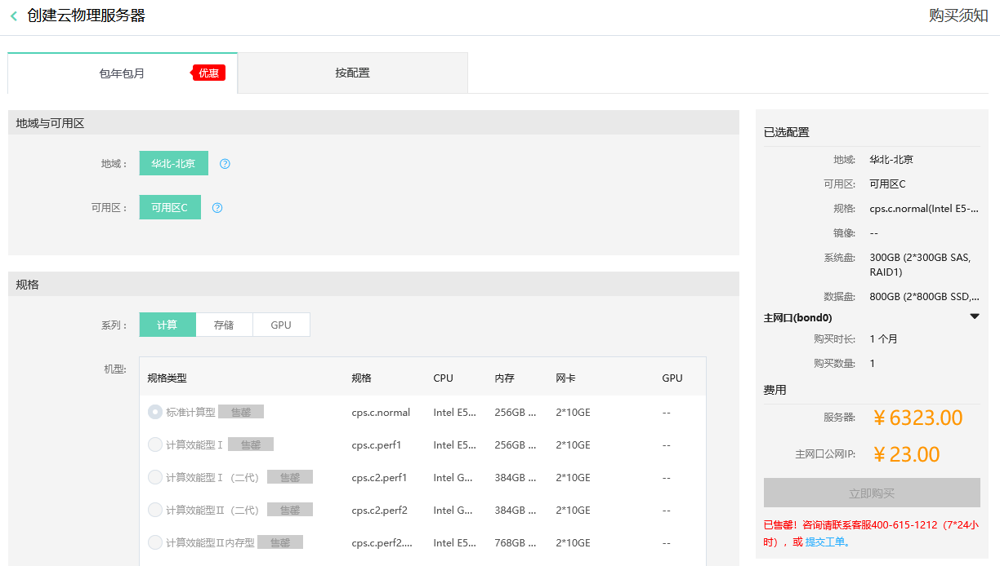 创建云物理服务器
购买须知
包年包月 优惠
按配置
地域与可用区
地域： 华北-北京
可用区： 可用区C
规格
系列： 计算 存储 GPU
机型:
规格类型 规格 CPU 内存 网卡 GPU
标准计算型 售罄 cps.c.normal Intel E5... 256GB ... 2*10GE --
计算效能型Ⅰ 售罄 cps.c.perf1 Intel E5... 256GB ... 2*10GE --
计算效能型Ⅰ（二代） 售罄 cps.c2.perf1 Intel G... 384GB ... 2*10GE --
计算效能型Ⅱ（二代） 售罄 cps.c2.perf2 Intel G... 384GB ... 2*10GE --
计算效能型Ⅱ内存型 售罄 cps.c.perf2.... Intel E5... 768GB ... 2*10GE --
已选配置
地域: 华北-北京
可用区: 可用区C
规格: cps.c.normal(Intel E5-...
镜像: --
系统盘: 300GB (2*300GB SAS,
RAID1)
数据盘: 800GB (2*800GB SSD,...
主网口(bond0)
购买时长: 1 个月
购买数量: 1
费用
服务器: ¥ 6323.00
主网口公网IP: ¥ 23.00
立即购买
已售罄！咨询请联系客服400-615-1212（7*24小
时），或 提交工单。